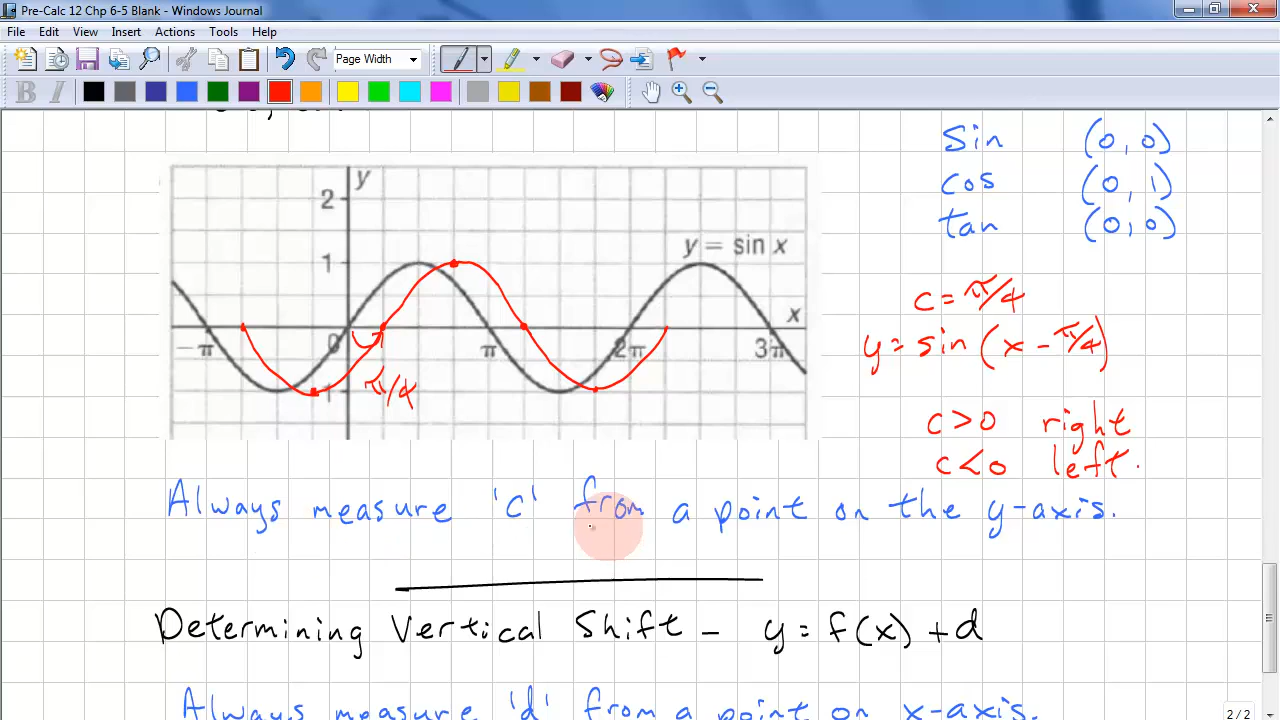 Pre-Calc 12 Chp 6-5 Blank - Windows Journal
File Edit View Insert Actions Tools Help
Page Width
B I
Sin (0, 0)
cos (0, 1)
tan (0, 0)
y
2
y = sin x
1
c = π/4
x
-π 0 π 2π 3π
y = sin (x - π/4)
1
π/4
c > 0 right
c < 0 left.
Always measure 'c' from a point on the y-axis.
Determining Vertical Shift - y = f(x) + d
Always measure 'd' from a point on x-axis.
2/2